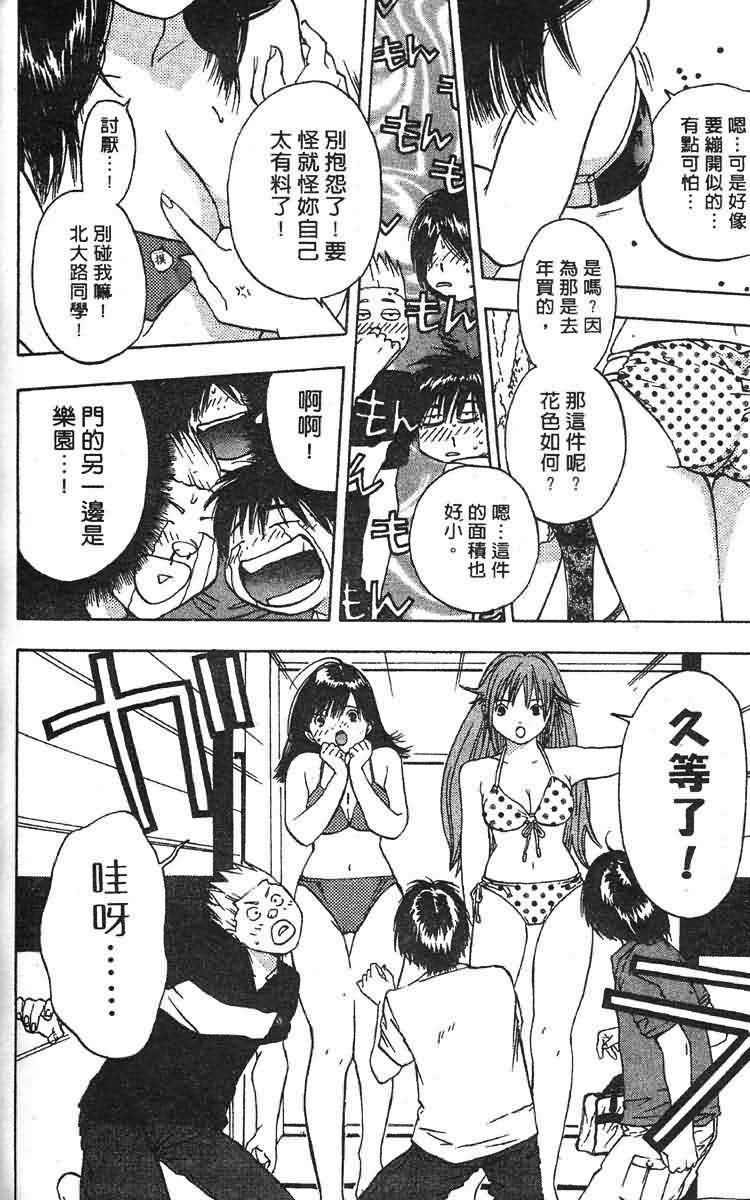 嗯…可是好像
要繃開似的…
有點可怕…
是嗎？因
為那是去
年買的，
那這件呢？
花色如何？
嗯…這件
的面積也
好小。
もん
もん
もん
もん
もん
別抱怨了！要
怪就怪妳自己
太有料了！
討厭…！
別碰我嘛！
北大路同學！
啊啊！
門的另一邊是
樂園…！
久等了！
ガラ
哇呀……